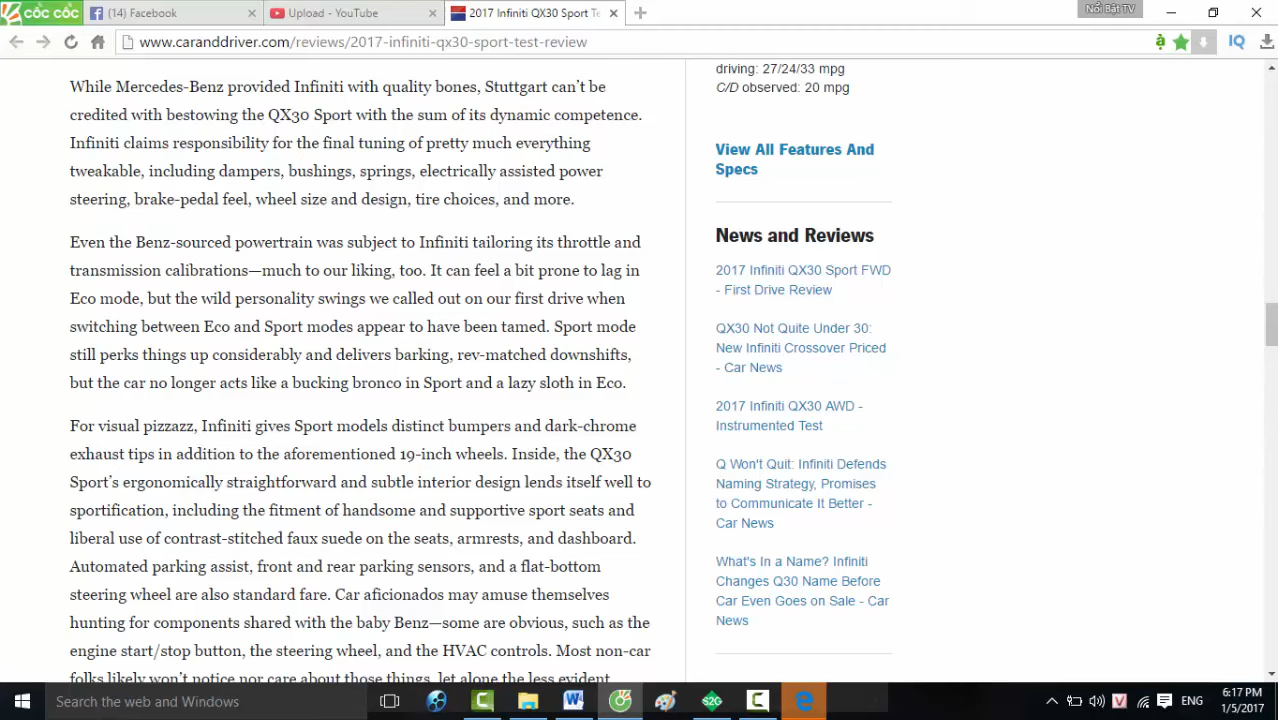 cốc cốc
(14) Facebook
Upload - YouTube
2017 Infiniti QX30 Sport Te
Nổi Bật TV
www.caranddriver.com/reviews/2017-infiniti-qx30-sport-test-review
IQ
While Mercedes-Benz provided Infiniti with quality bones, Stuttgart can’t be
credited with bestowing the QX30 Sport with the sum of its dynamic competence.
Infiniti claims responsibility for the final tuning of pretty much everything
tweakable, including dampers, bushings, springs, electrically assisted power
steering, brake-pedal feel, wheel size and design, tire choices, and more.
Even the Benz-sourced powertrain was subject to Infiniti tailoring its throttle and
transmission calibrations—much to our liking, too. It can feel a bit prone to lag in
Eco mode, but the wild personality swings we called out on our first drive when
switching between Eco and Sport modes appear to have been tamed. Sport mode
still perks things up considerably and delivers barking, rev-matched downshifts,
but the car no longer acts like a bucking bronco in Sport and a lazy sloth in Eco.
For visual pizzazz, Infiniti gives Sport models distinct bumpers and dark-chrome
exhaust tips in addition to the aforementioned 19-inch wheels. Inside, the QX30
Sport’s ergonomically straightforward and subtle interior design lends itself well to
sportification, including the fitment of handsome and supportive sport seats and
liberal use of contrast-stitched faux suede on the seats, armrests, and dashboard.
Automated parking assist, front and rear parking sensors, and a flat-bottom
steering wheel are also standard fare. Car aficionados may amuse themselves
hunting for components shared with the baby Benz—some are obvious, such as the
engine start/stop button, the steering wheel, and the HVAC controls. Most non-car
folks likely won’t notice nor care about those things, let alone the less evident
driving: 27/24/33 mpg
C/D observed: 20 mpg
View All Features And
Specs
News and Reviews
2017 Infiniti QX30 Sport FWD
- First Drive Review
QX30 Not Quite Under 30:
New Infiniti Crossover Priced
- Car News
2017 Infiniti QX30 AWD -
Instrumented Test
Q Won't Quit: Infiniti Defends
Naming Strategy, Promises
to Communicate It Better -
Car News
What's In a Name? Infiniti
Changes Q30 Name Before
Car Even Goes on Sale - Car
News
Search the web and Windows
S2G
ENG
6:17 PM
1/5/2017